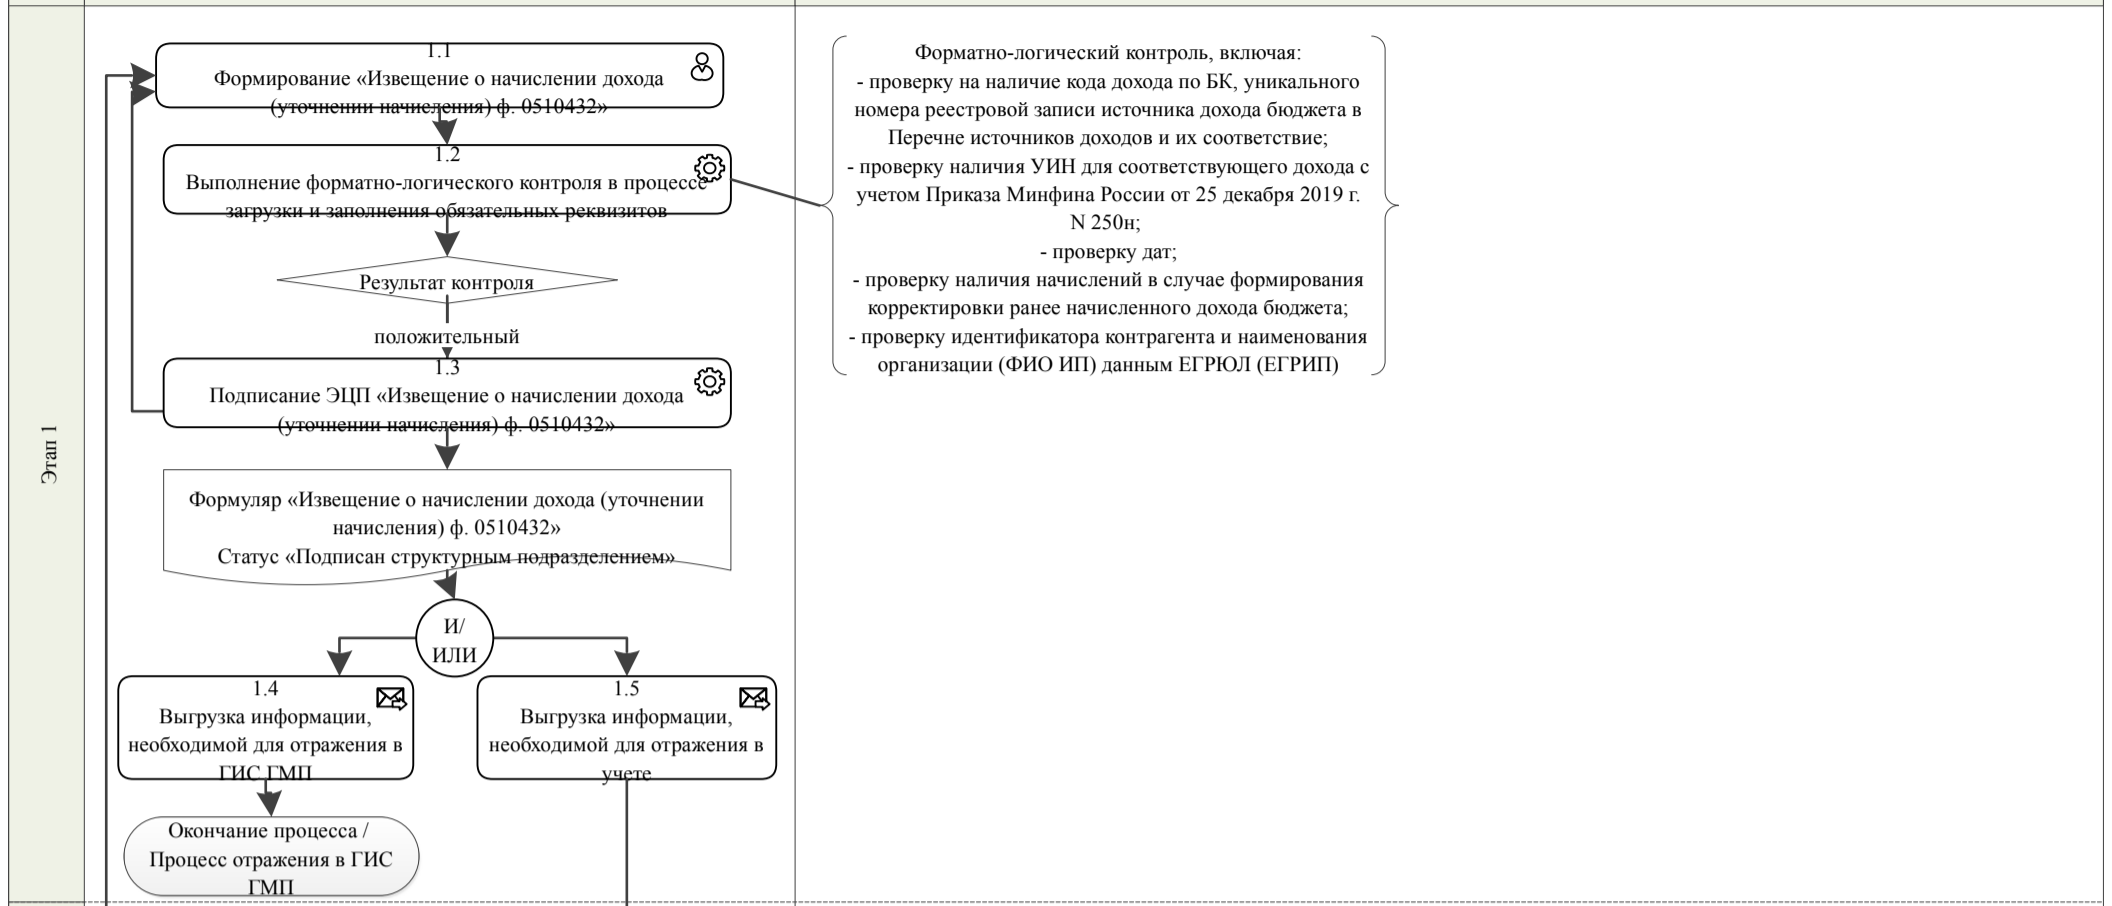 Этап 1
1.1
Формирование «Извещение о начислении дохода
(уточнении начисления) ф. 0510432»
1.2
Выполнение форматно-логического контроля в процессе
загрузки и заполнения обязательных реквизитов
Результат контроля
положительный
1.3
Подписание ЭЦП «Извещение о начислении дохода
(уточнении начисления) ф. 0510432»
Формуляр «Извещение о начислении дохода (уточнении
начисления) ф. 0510432»
Статус «Подписан структурным подразделением»
И/
ИЛИ
1.4
Выгрузка информации,
необходимой для отражения в
ГИС ГМП
1.5
Выгрузка информации,
необходимой для отражения в
учете
Окончание процесса /
Процесс отражения в ГИС
ГМП
Форматно-логический контроль, включая:
- проверку на наличие кода дохода по БК, уникального
номера реестровой записи источника дохода бюджета в
Перечне источников доходов и их соответствие;
- проверку наличия УИН для соответствующего дохода с
учетом Приказа Минфина России от 25 декабря 2019 г.
N 250н;
- проверку дат;
- проверку наличия начислений в случае формирования
корректировки ранее начисленного дохода бюджета;
- проверку идентификатора контрагента и наименования
организации (ФИО ИП) данным ЕГРЮЛ (ЕГРИП)